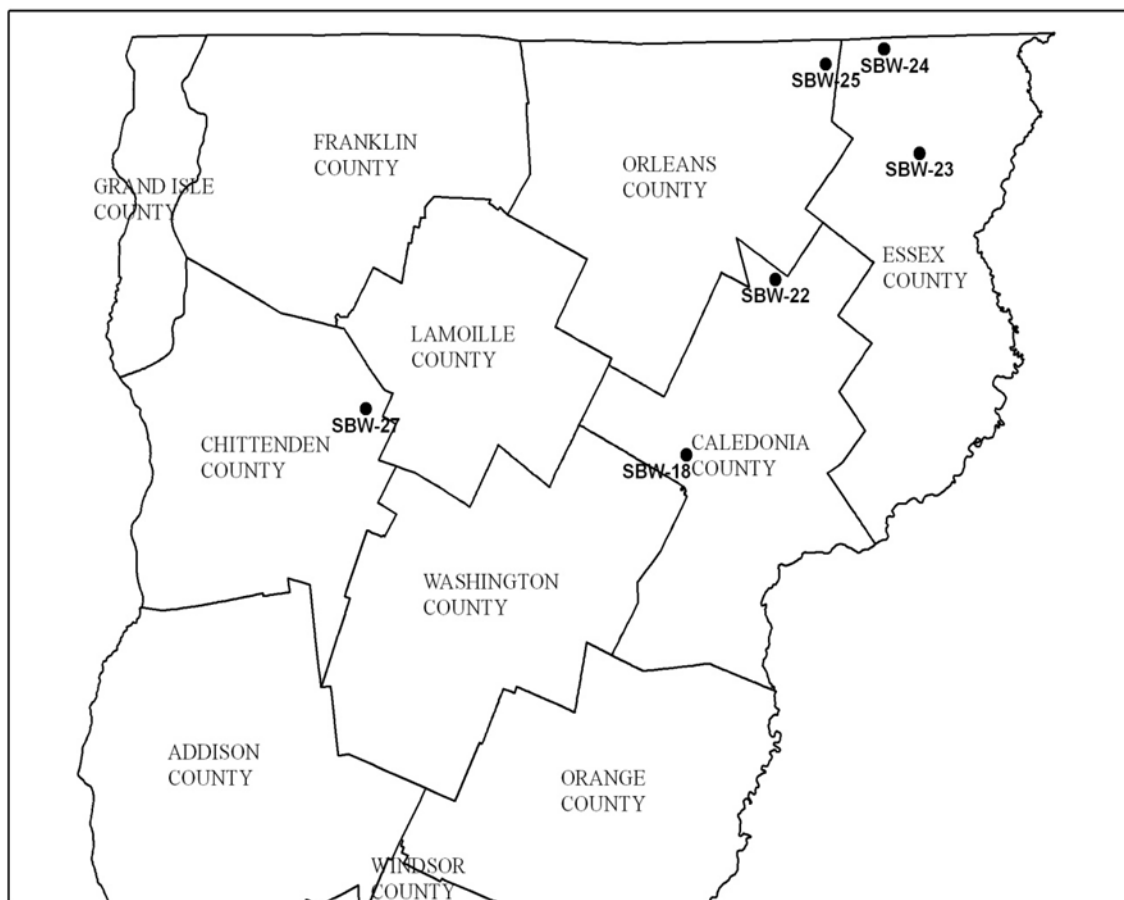 SBW-24
SBW-25
FRANKLIN
COUNTY
ORLEANS
COUNTY
SBW-23
GRAND ISLE
COUNTY
ESSEX
COUNTY
SBW-22
LAMOILLE
COUNTY
SBW-27
CHITTENDEN
COUNTY
CALEDONIA
COUNTY
SBW-18
WASHINGTON
COUNTY
ADDISON
COUNTY
ORANGE
COUNTY
WINDSOR
COUNTY